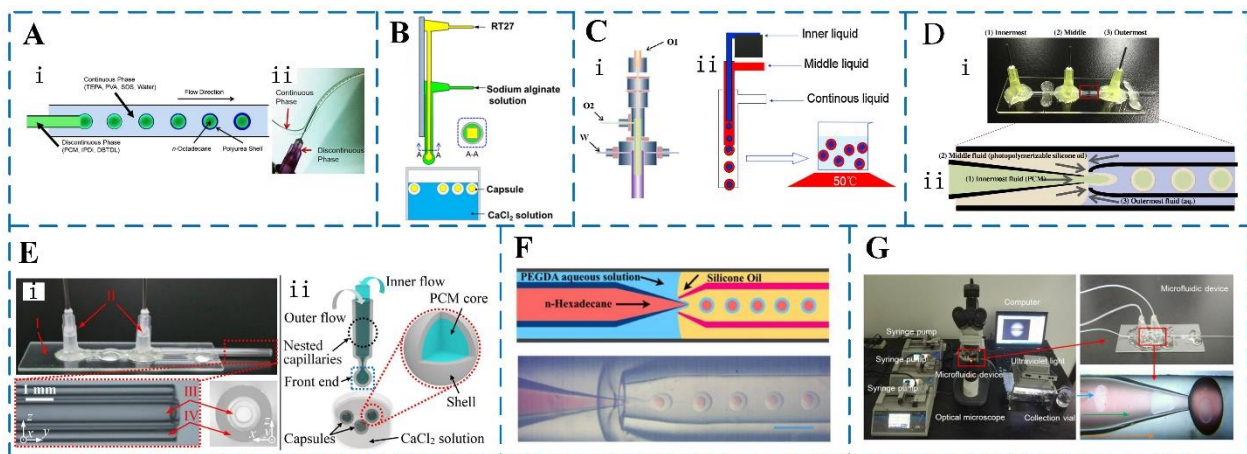 A
i
Continuous Phase
(TEPA, PVA, SDS, Water)
Flow Direction
Discontinuous Phase
(PCM, IPDI, DBTDL)
n-Octadecane
Polyurea Shell
ii
Continuous
Phase
Discontinuous
Phase
B
RT27
Sodium alginate
solution
A
A
A-A
Capsule
CaCl2 solution
C
i
O1
O2
W
ii
Inner liquid
Middle liquid
Continous liquid
50℃
D
i
(1) Innermost
(2) Middle
(3) Outermost
ii
(2) Middle fluid (photopolymerizable silicone oil)
(1) Innermost fluid (PCM)
(3) Outermost fluid (aq.)
E
i
I
II
1 mm
III
IV
z
x
y
z
x
y
ii
Inner flow
Outer flow
PCM core
Nested
capillaries
Front end
Shell
Capsules
CaCl2 solution
F
PEGDA aqueous solution
Silicone Oil
n-Hexadecane
G
Computer
Syringe pump
Syringe pump
Syringe pump
Ultraviolet light
Microfluidic device
Optical microscope
Collection vial
Microfluidic device